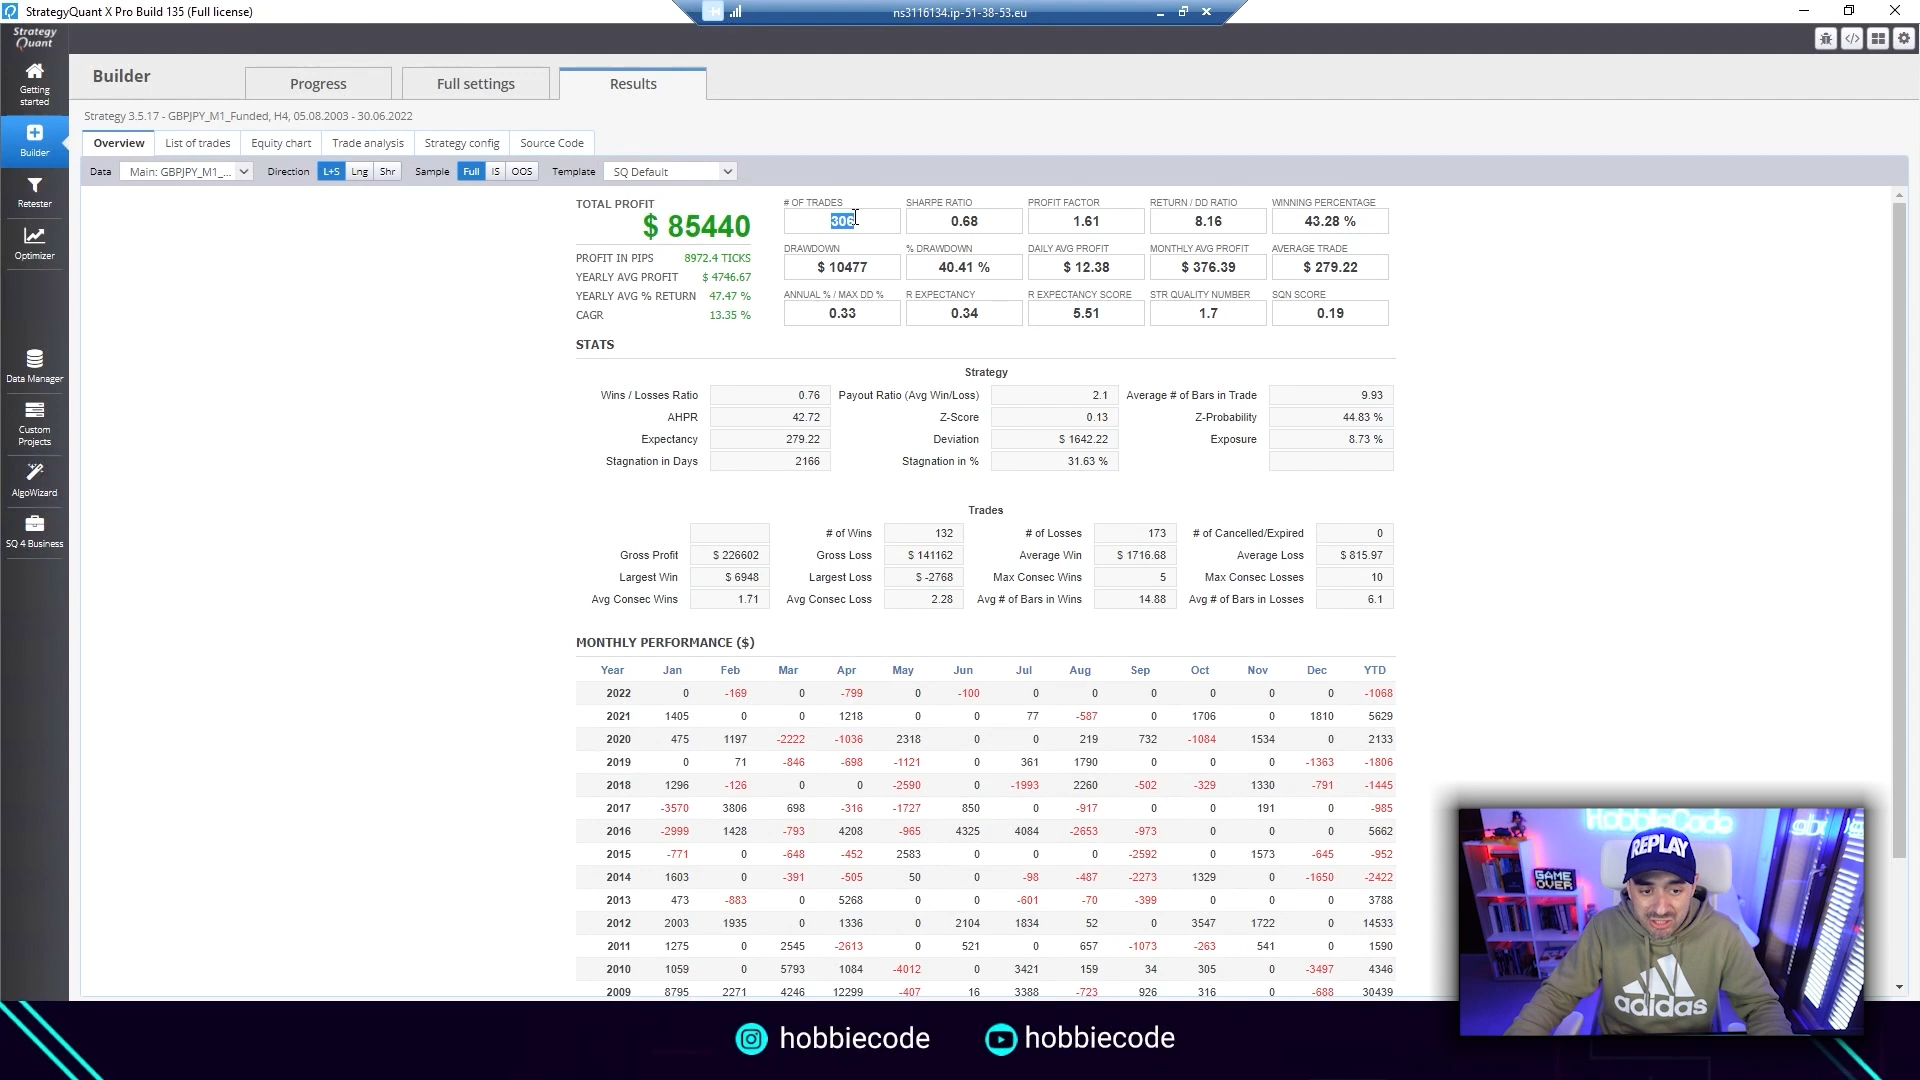 StrategyQuant X Pro Build 135 (Full license)
ns3116134.ip-51-38-53.eu
Strategy
Quant
Getting
started
Builder
Retester
Optimizer
Data Manager
Custom
Projects
AlgoWizard
SQ 4 Business
Builder
Progress
Full settings
Results
Strategy 3.5.17 - GBPJPY_M1_Funded, H4, 05.08.2003 - 30.06.2022
Overview List of trades Equity chart Trade analysis Strategy config Source Code
Data Main: GBPJPY_M1_... Direction L+S Lng Shr Sample Full IS OOS Template SQ Default
TOTAL PROFIT
$ 85440
PROFIT IN PIPS 8972.4 TICKS
YEARLY AVG PROFIT $ 4746.67
YEARLY AVG % RETURN 47.47 %
CAGR 13.35 %
# OF TRADES SHARPE RATIO PROFIT FACTOR RETURN / DD RATIO WINNING PERCENTAGE
306 0.68 1.61 8.16 43.28 %
DRAWDOWN % DRAWDOWN DAILY AVG PROFIT MONTHLY AVG PROFIT AVERAGE TRADE
$ 10477 40.41 % $ 12.38 $ 376.39 $ 279.22
ANNUAL % / MAX DD % R EXPECTANCY R EXPECTANCY SCORE STR QUALITY NUMBER SQN SCORE
0.33 0.34 5.51 1.7 0.19
STATS
Strategy
Wins / Losses Ratio 0.76 Payout Ratio (Avg Win/Loss) 2.1 Average # of Bars in Trade 9.93
AHPR 42.72 Z-Score 0.13 Z-Probability 44.83 %
Expectancy 279.22 Deviation $ 1642.22 Exposure 8.73 %
Stagnation in Days 2166 Stagnation in % 31.63 %
Trades
# of Wins 132 # of Losses 173 # of Cancelled/Expired 0
Gross Profit $ 226602 Gross Loss $ 141162 Average Win $ 1716.68 Average Loss $ 815.97
Largest Win $ 6948 Largest Loss $ -2768 Max Consec Wins 5 Max Consec Losses 10
Avg Consec Wins 1.71 Avg Consec Loss 2.28 Avg # of Bars in Wins 14.88 Avg # of Bars in Losses 6.1
MONTHLY PERFORMANCE ($)
Year Jan Feb Mar Apr May Jun Jul Aug Sep Oct Nov Dec YTD
2022 0 -169 0 -799 0 -100 0 0 0 0 0 0 -1068
2021 1405 0 0 1218 0 0 77 -587 0 1706 0 1810 5629
2020 475 1197 -2222 -1036 2318 0 0 219 732 -1084 1534 0 2133
2019 0 71 -846 -698 -1121 0 361 1790 0 0 0 -1363 -1806
2018 1296 -126 0 0 -2590 0 -1993 2260 -502 -329 1330 -791 -1445
2017 -3570 3806 698 -316 -1727 850 0 -917 0 0 191 0 -985
2016 -2999 1428 -793 4208 -965 4325 4084 -2653 -973 0 0 0 5662
2015 -771 0 -648 -452 2583 0 0 0 -2592 0 1573 -645 -952
2014 1603 0 -391 -505 50 0 -98 -487 -2273 1329 0 -1650 -2422
2013 473 -883 0 5268 0 0 -601 -70 -399 0 0 0 3788
2012 2003 1935 0 1336 0 2104 1834 52 0 3547 1722 0 14533
2011 1275 0 2545 -2613 0 521 0 657 -1073 -263 541 0 1590
2010 1059 0 5793 1084 -4012 0 3421 159 34 305 0 -3497 4346
2009 8795 2271 4246 12299 -407 16 3388 -723 926 316 0 -688 30439
HobbieCode
REPLAY
GAME
OVER
adidas
hobbiecode
hobbiecode